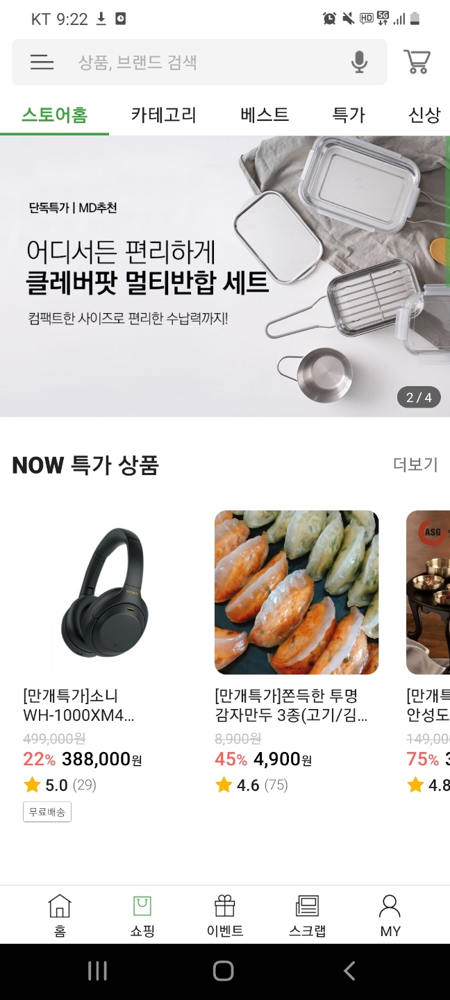 KT 9:22
HD 5G
상품, 브랜드 검색
스토어홈 카테고리 베스트 특가 신상
단독특가 | MD추천
어디서든 편리하게
클레버팟 멀티반합 세트
컴팩트한 사이즈로 편리한 수납력까지!
2 / 4
NOW 특가 상품 더보기
SONY
ASG
[만개특가]소니
WH-1000XM4...
499,000원
22% 388,000원
5.0 (29)
무료배송
[만개특가]쫀득한 투명
감자만두 3종(고기/김...
8,900원
45% 4,900원
4.6 (75)
[만개특
안성도
149,00
75%
4.8
홈 쇼핑 이벤트 스크랩 MY